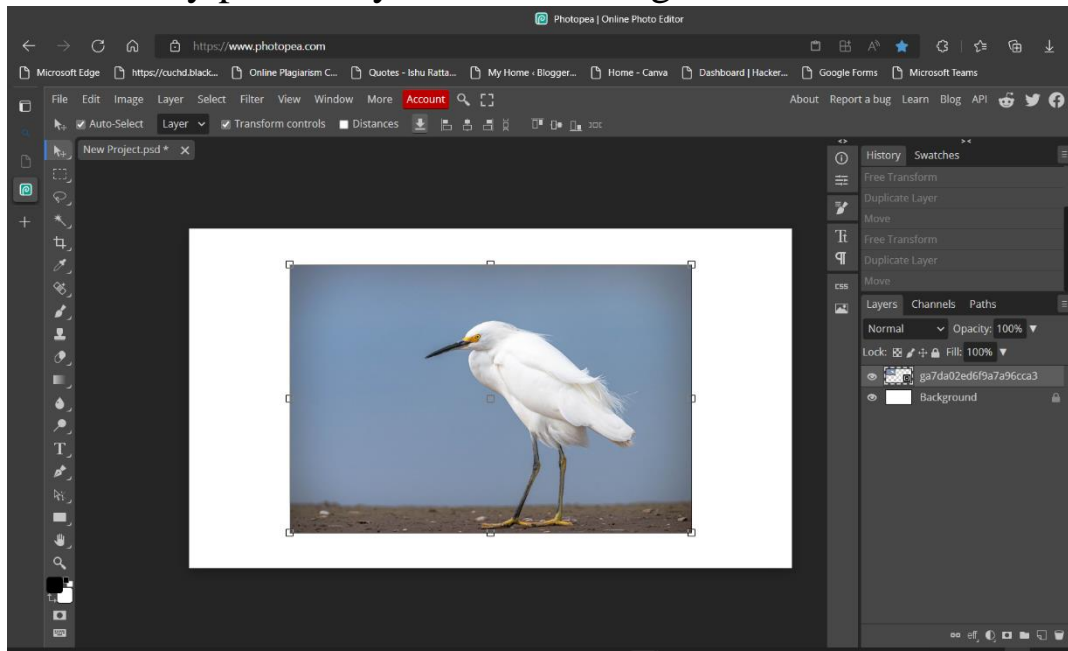 Photopea | Online Photo Editor
https://www.photopea.com
Microsoft Edge https://cuchd.black... Online Plagiarism C... Quotes - Ishu Ratta... My Home ‹ Blogger... Home - Canva Dashboard | Hacker... Google Forms Microsoft Teams
File Edit Image Layer Select Filter View Window More Account About Report a bug Learn Blog API
Auto-Select Layer Transform controls Distances
New Project.psd *
History Swatches
Free Transform
Duplicate Layer
Move
Free Transform
Duplicate Layer
Move
CSS
Layers Channels Paths
Normal Opacity: 100%
Lock: Fill: 100%
ga7da02ed6f9a7a96cca3
Background
eff